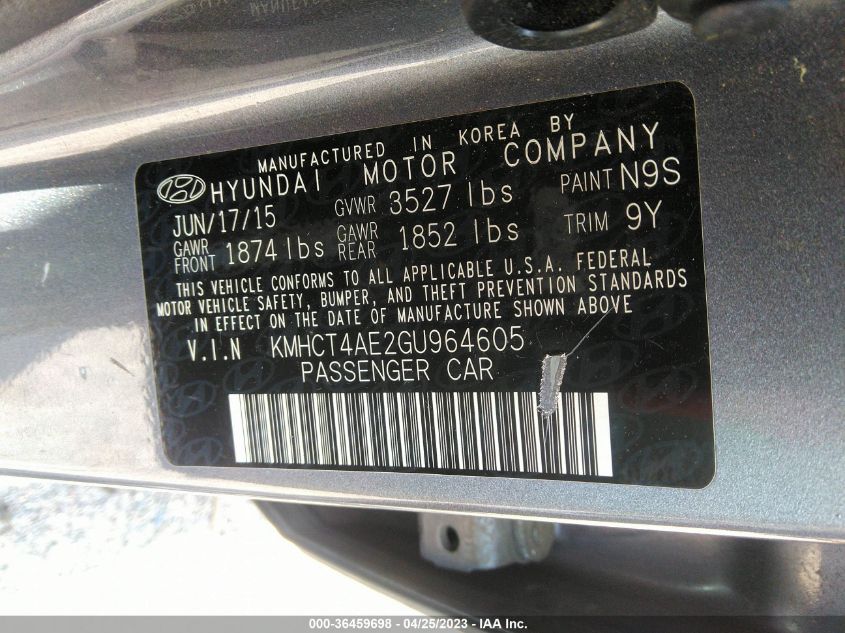 MANUFACTURED IN KOREA BY
HYUNDAI MOTOR COMPANY
JUN/17/15 GVWR 3527 lbs PAINT N9S
GAWR FRONT 1874 lbs GAWR REAR 1852 lbs TRIM 9Y
THIS VEHICLE CONFORMS TO ALL APPLICABLE U.S.A. FEDERAL
MOTOR VEHICLE SAFETY, BUMPER, AND THEFT PREVENTION STANDARDS
IN EFFECT ON THE DATE OF MANUFACTURE SHOWN ABOVE
V.I.N KMHCT4AE2GU964605
PASSENGER CAR
000-36459698 - 04/25/2023 - IAA Inc.